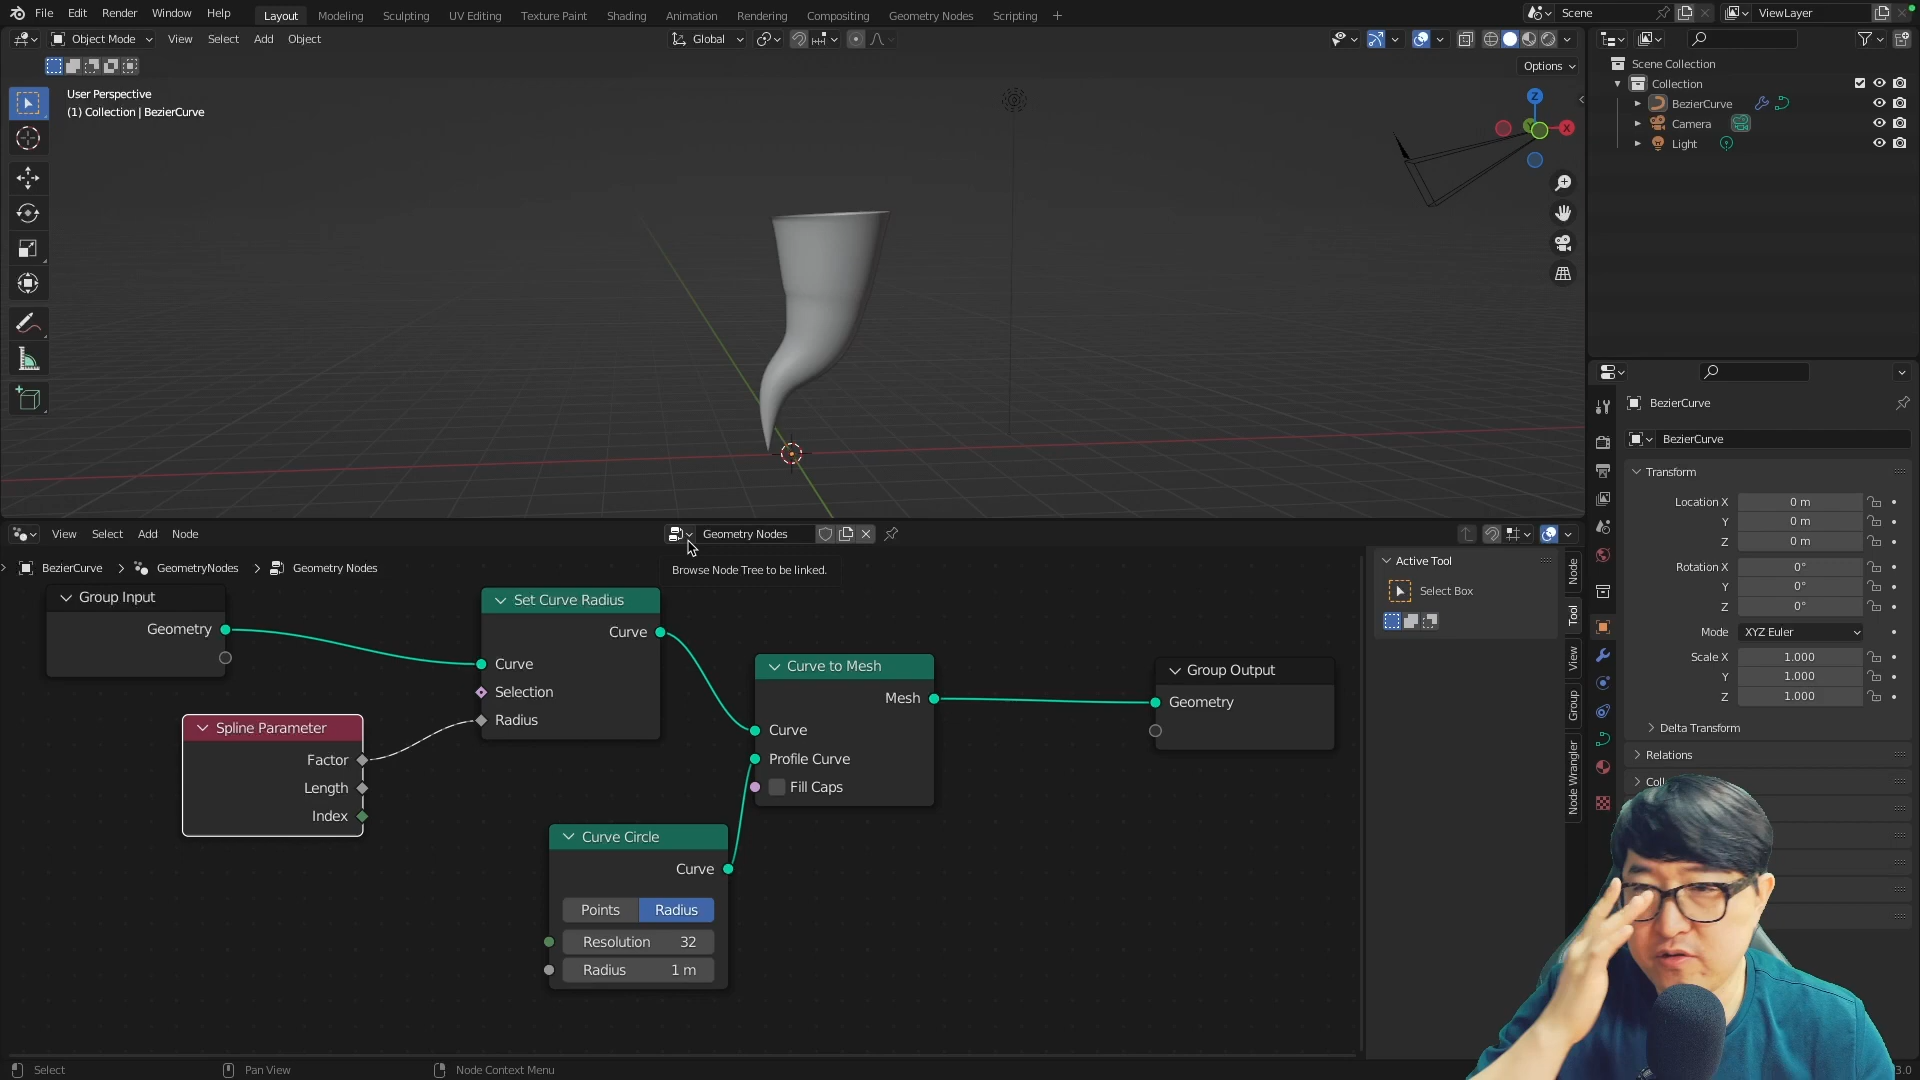 File Edit Render Window Help Layout Modeling Sculpting UV Editing Texture Paint Shading Animation Rendering Compositing Geometry Nodes Scripting + Scene ViewLayer
Object Mode View Select Add Object Global
Options
User Perspective
(1) Collection | BezierCurve
Z
X
Scene Collection
Collection
BezierCurve
Camera
Light
BezierCurve
BezierCurve
Transform
Location X 0 m
Y 0 m
Z 0 m
Rotation X 0°
Y 0°
Z 0°
Mode XYZ Euler
Scale X 1.000
Y 1.000
Z 1.000
Delta Transform
Relations
View Select Add Node Geometry Nodes
BezierCurve > GeometryNodes > Geometry Nodes
Browse Node Tree to be linked.
Group Input
Geometry
Set Curve Radius
Curve
Curve
Selection
Radius
Spline Parameter
Factor
Length
Index
Curve to Mesh
Mesh
Curve
Profile Curve
Fill Caps
Curve Circle
Curve
Points Radius
Resolution 32
Radius 1 m
Group Output
Geometry
Active Tool
Select Box
Node
Tool
View
Group
Node Wrangler
Select Pan View Node Context Menu